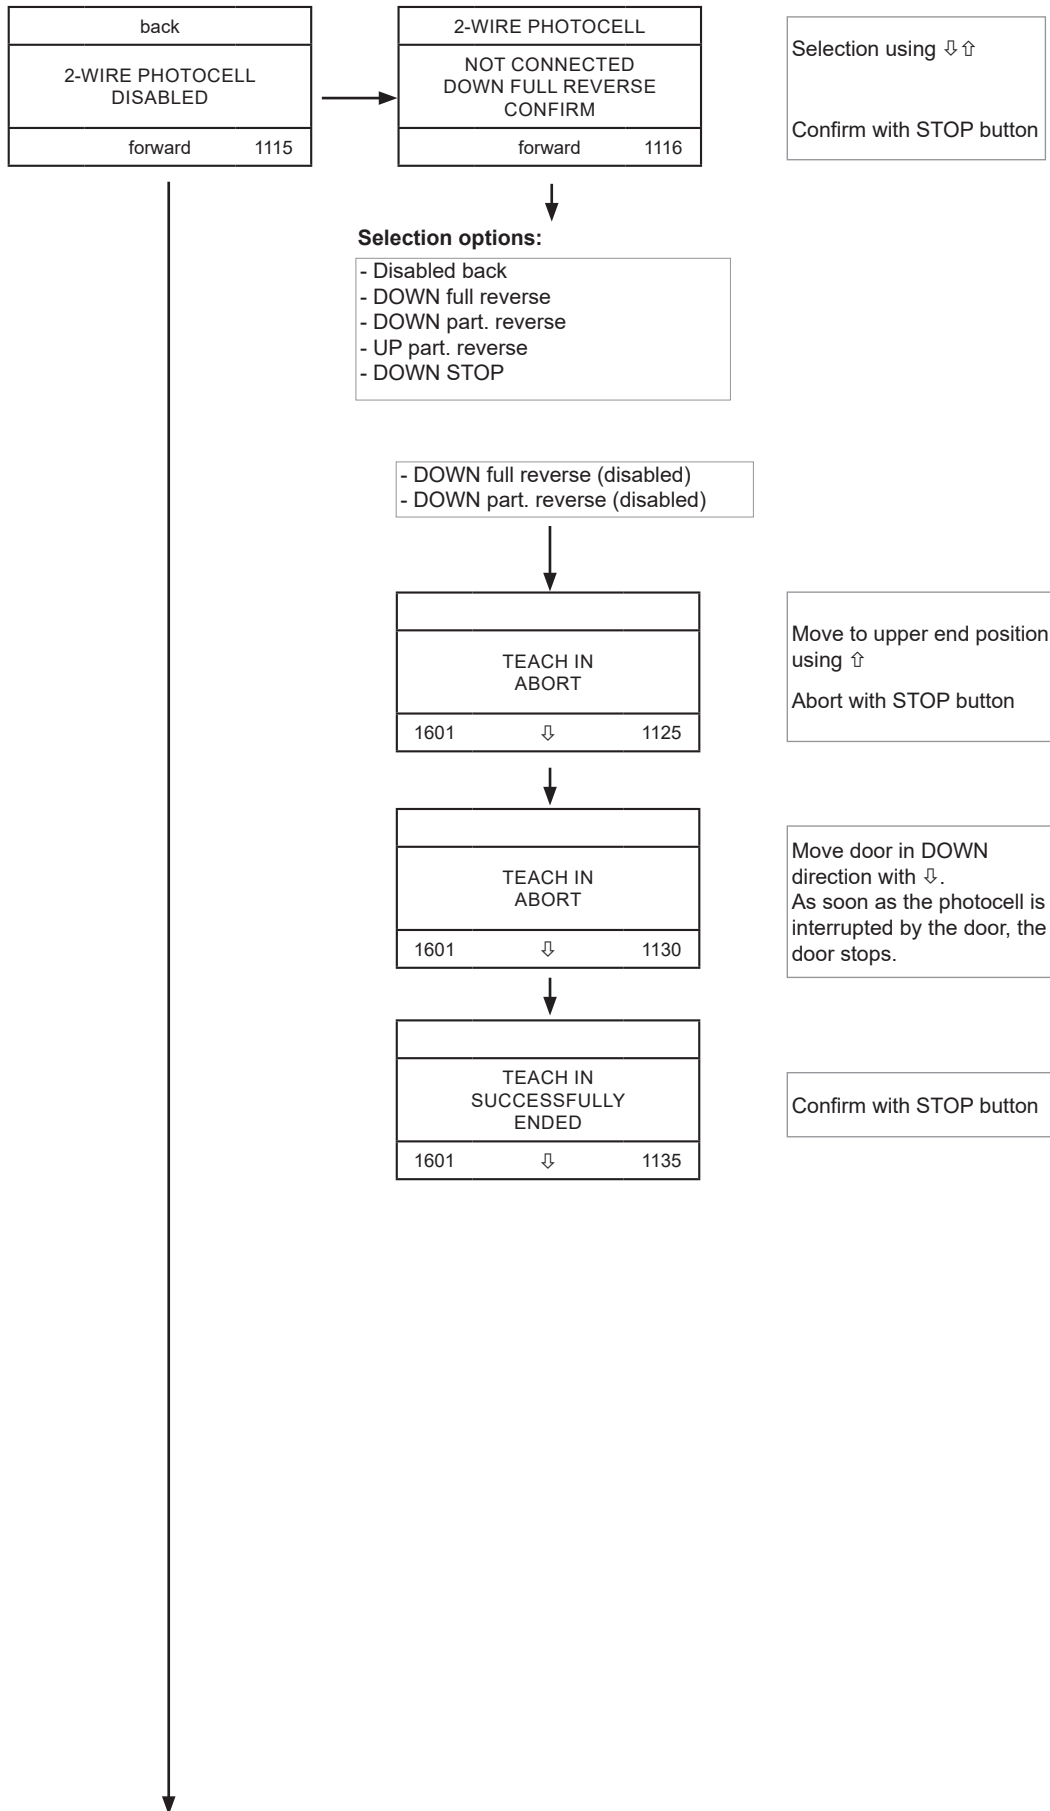 back
2-WIRE PHOTOCELL
DISABLED
forward 1115
2-WIRE PHOTOCELL
NOT CONNECTED
DOWN FULL REVERSE
CONFIRM
forward 1116
Selection using ⇩⇧
Confirm with STOP button
Selection options:
- Disabled back
- DOWN full reverse
- DOWN part. reverse
- UP part. reverse
- DOWN STOP
- DOWN full reverse (disabled)
- DOWN part. reverse (disabled)
TEACH IN
ABORT
1601 ⇩ 1125
Move to upper end position
using ⇧
Abort with STOP button
TEACH IN
ABORT
1601 ⇩ 1130
Move door in DOWN
direction with ⇩.
As soon as the photocell is
interrupted by the door, the
door stops.
TEACH IN
SUCCESSFULLY
ENDED
1601 ⇩ 1135
Confirm with STOP button